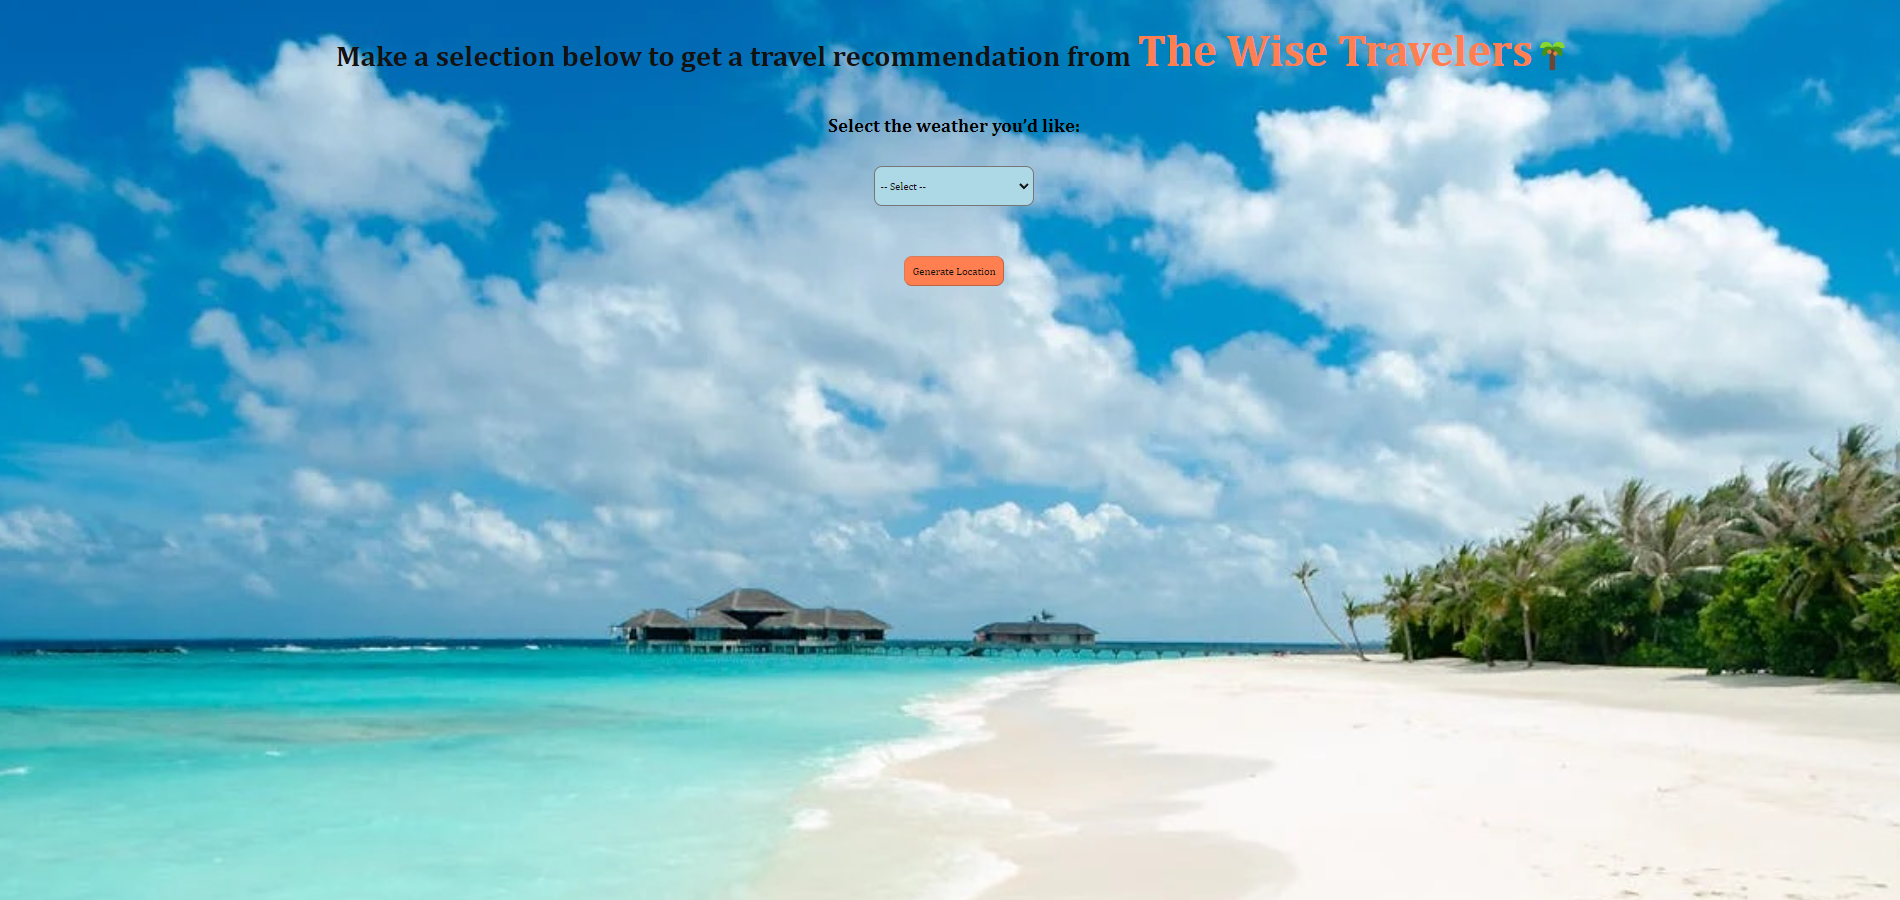 Make a selection below to get a travel recommendation from The Wise Travelers🌴
Select the weather you'd like:
-- Select --
Generate Location